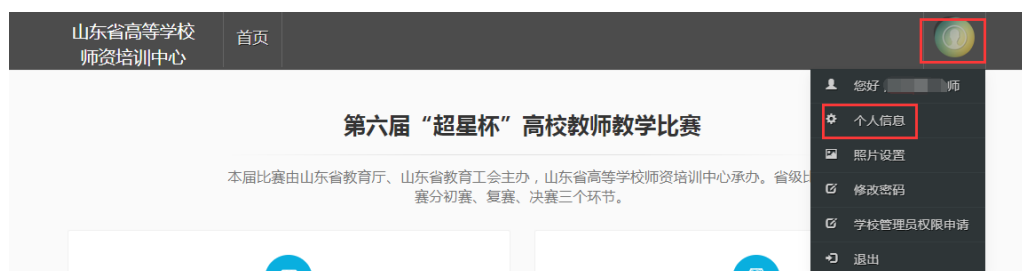 山东省高等学校
师资培训中心
首页
您好，师
个人信息
照片设置
修改密码
学校管理员权限申请
退出
第六届“超星杯”高校教师教学比赛
本届比赛由山东省教育厅、山东省教育工会主办，山东省高等学校师资培训中心承办。省级比
赛分初赛、复赛、决赛三个环节。